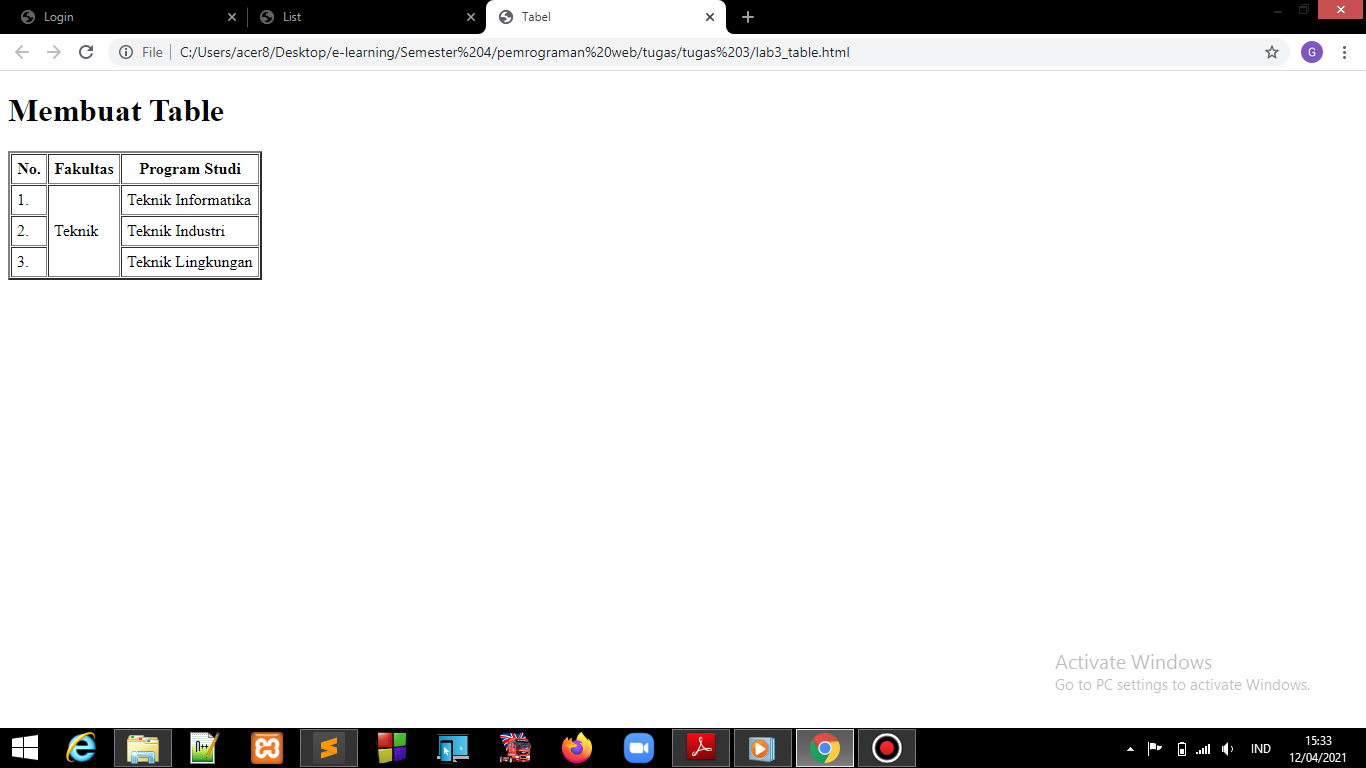 Login
List
Tabel
File
C:/Users/acer8/Desktop/e-learning/Semester%204/pemrograman%20web/tugas/tugas%203/lab3_table.html
G
Membuat Table
No. Fakultas Program Studi
1. Teknik Informatika
2. Teknik Teknik Industri
3. Teknik Lingkungan
Activate Windows
Go to PC settings to activate Windows.
IND
15:33
12/04/2021